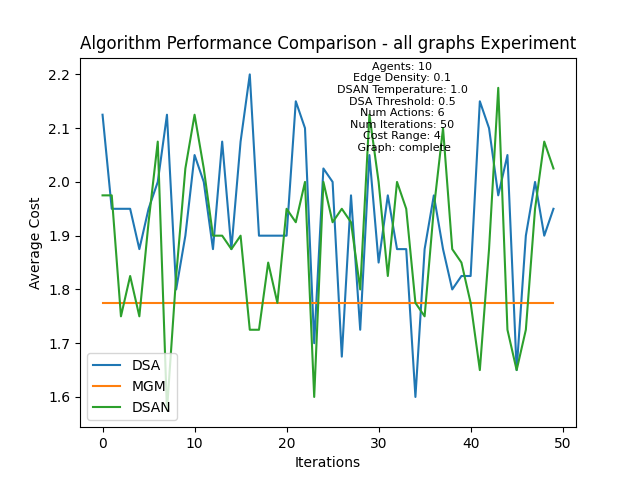 Algorithm Performance Comparison - all graphs Experiment
Agents: 10
Edge Density: 0.1
DSAN Temperature: 1.0
DSA Threshold: 0.5
Num Actions: 6
Num Iterations: 50
Cost Range: 4
Graph: complete
2.2
2.1
2.0
1.9
1.8
1.7
1.6
Average Cost
DSA
MGM
DSAN
0
10
20
30
40
50
Iterations